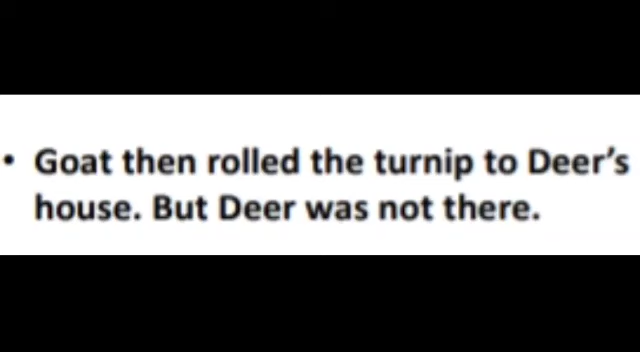 • Goat then rolled the turnip to Deer’s
house. But Deer was not there.